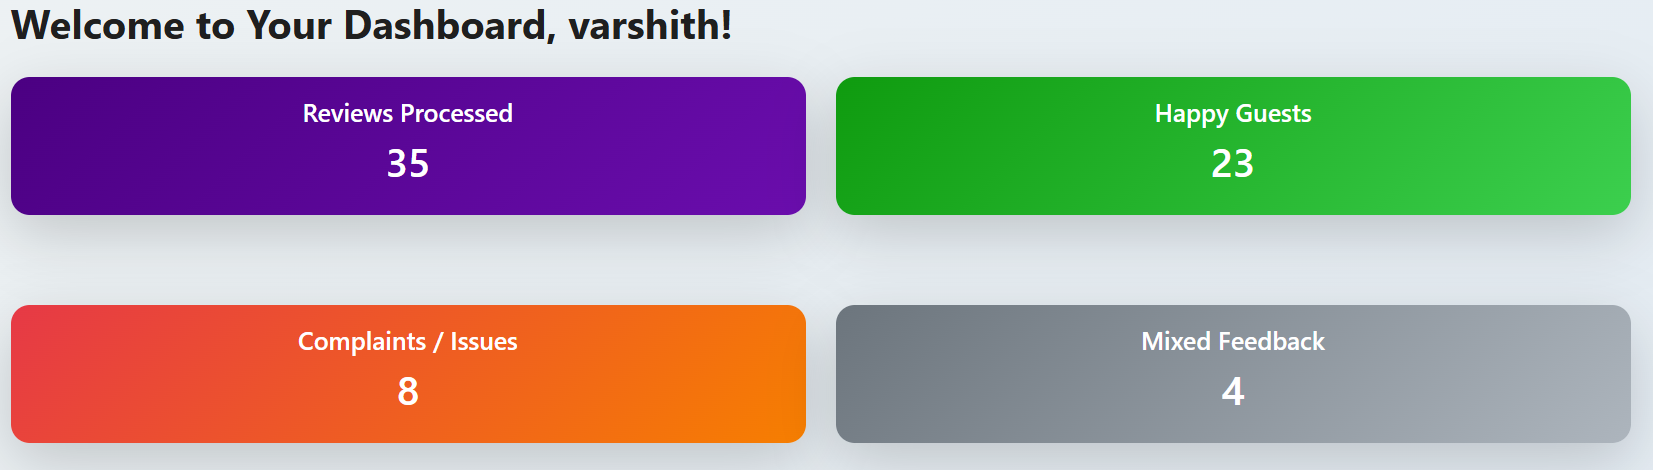 Welcome to Your Dashboard, varshith!
Reviews Processed
35
Happy Guests
23
Complaints / Issues
8
Mixed Feedback
4